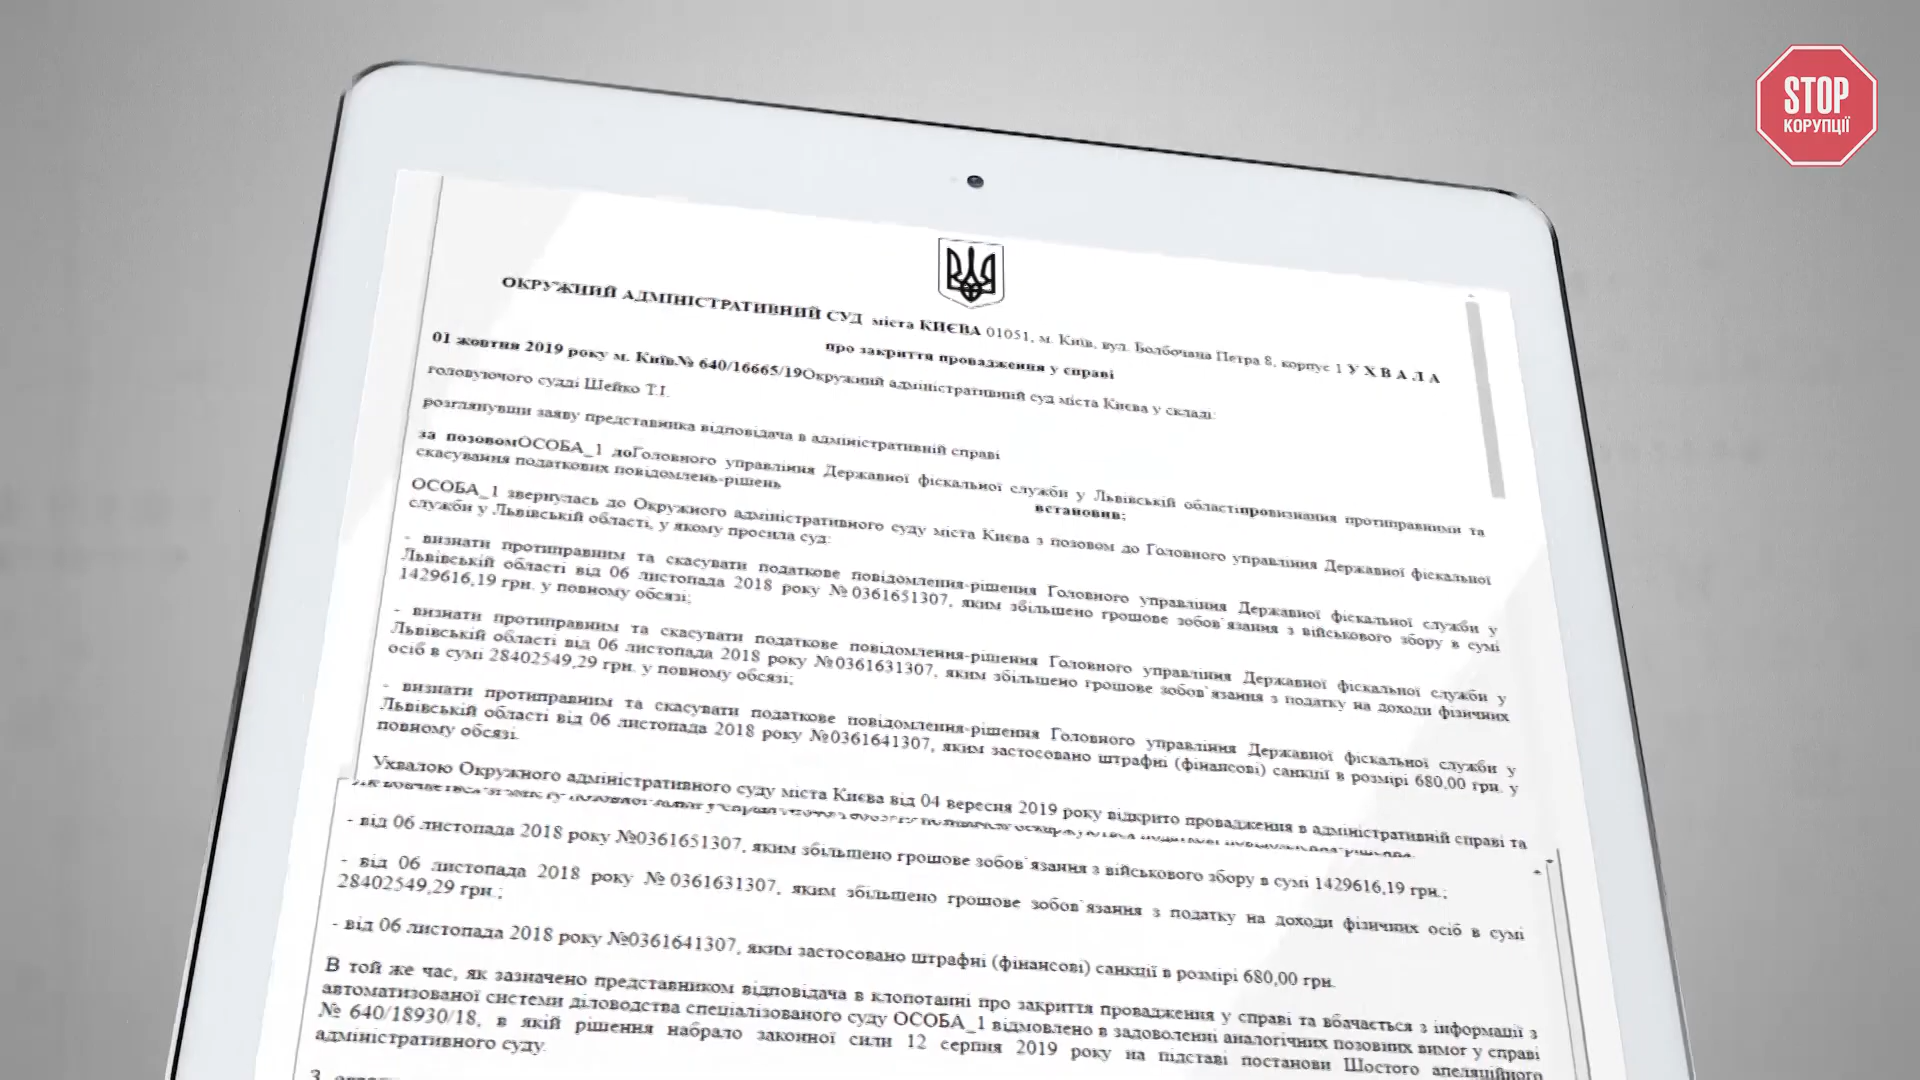 STOP
КОРУПЦІЇ
ОКРУЖНИЙ АДМІНІСТРАТИВНИЙ СУД міста КИЄВА 01051, м. Київ, вул. Болбочана Петра 8, корпус 1 У Х В А Л А
про закриття провадження у справі
01 жовтня 2019 року м. Київ№ 640/16665/19Окружний адміністративний суд міста Києва у складі:
головуючого судді Шейко Т.І.
розглянувши заяву представника відповідача в адміністративній справі
за позовомОСОБА_1 доГоловного управління Державної фіскальної служби у Львівській областіпровизнання протиправними та
скасування податкових повідомлень-рішень
встановив;
ОСОБА_1 звернулась до Окружного адміністративного суду міста Києва з позовом до Головного управління Державної фіскальної
служби у Львівській області, у якому просила суд:
- визнати протиправним та скасувати податкове повідомлення-рішення Головного управління Державної фіскальної служби у
Львівській області від 06 листопада 2018 року №0361651307, яким збільшено грошове зобов`язання з військового збору в сумі
1429616,19 грн. у повному обсязі;
- визнати протиправним та скасувати податкове повідомлення-рішення Головного управління Державної фіскальної служби у
Львівській області від 06 листопада 2018 року №0361631307, яким збільшено грошове зобов`язання з податку на доходи фізичних
осіб в сумі 28402549,29 грн. у повному обсязі;
- визнати протиправним та скасувати податкове повідомлення-рішення Головного управління Державної фіскальної служби у
Львівській області від 06 листопада 2018 року №0361641307, яким застосовано штрафні (фінансові) санкції в розмірі 680,00 грн. у
повному обсязі.
Ухвалою Окружного адміністративного суду міста Києва від 04 вересня 2019 року відкрито провадження в адміністративній справі та
- від 06 листопада 2018 року №0361651307, яким збільшено грошове зобов`язання з військового збору в сумі 1429616,19 грн.;
- від 06 листопада 2018 року №0361631307, яким збільшено грошове зобов`язання з податку на доходи фізичних осіб в сумі
28402549,29 грн.;
- від 06 листопада 2018 року №0361641307, яким застосовано штрафні (фінансові) санкції в розмірі 680,00 грн.
В той же час, як зазначено представником відповідача в клопотанні про закриття провадження у справі та вбачається з інформації з
автоматизованої системи діловодства спеціалізованого суду ОСОБА_1 відмовлено в задоволенні аналогічних позовних вимог у справі
№ 640/18930/18, в якій рішення набрало законної сили 12 серпня 2019 року на підставі постанови Шостого апеляційного
адміністративного суду.